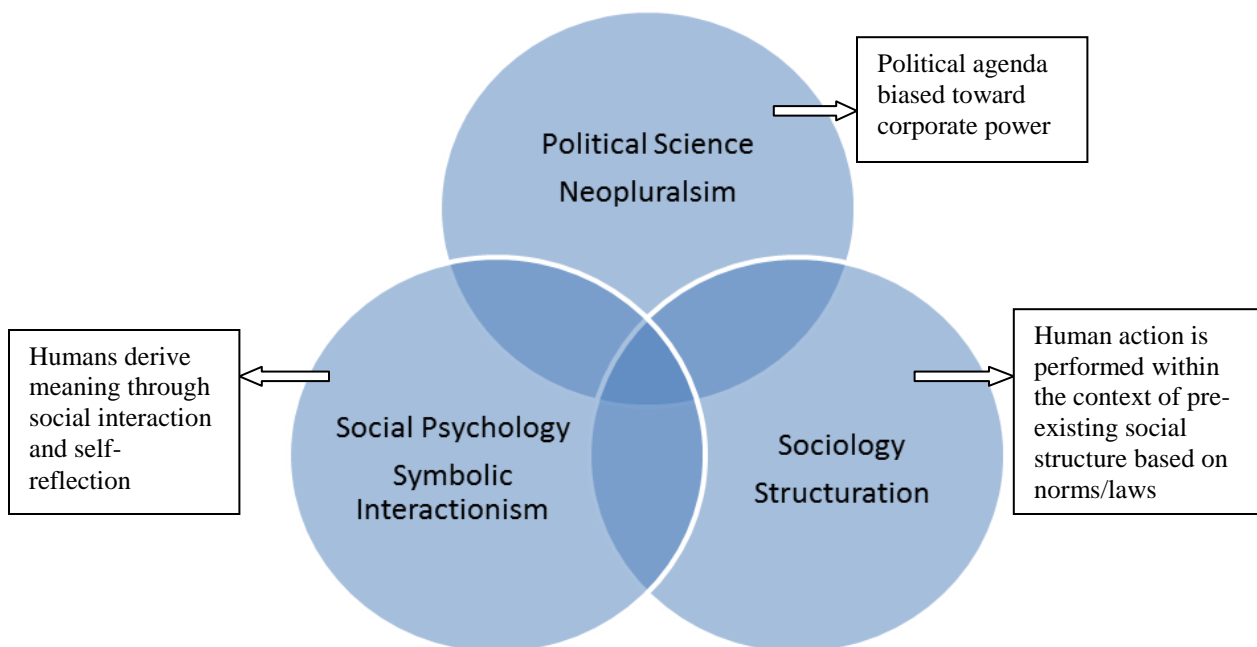 Political agenda
biased toward
corporate power
Political Science
Neopluralsim
Humans derive
meaning through
social interaction
and self-
reflection
Social Psychology
Symbolic
Interactionism
Sociology
Structuration
Human action is
performed within
the context of pre-
existing social
structure based on
norms/laws